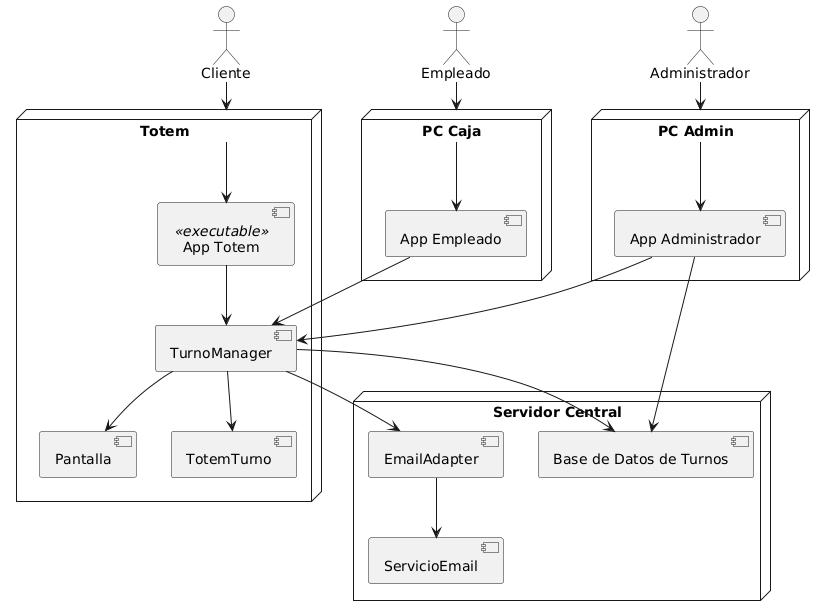 Cliente
Empleado
Administrador
Totem
PC Caja
PC Admin
«executable»
App Totem
App Empleado
App Administrador
TurnoManager
Servidor Central
Pantalla
TotemTurno
EmailAdapter
Base de Datos de Turnos
ServicioEmail